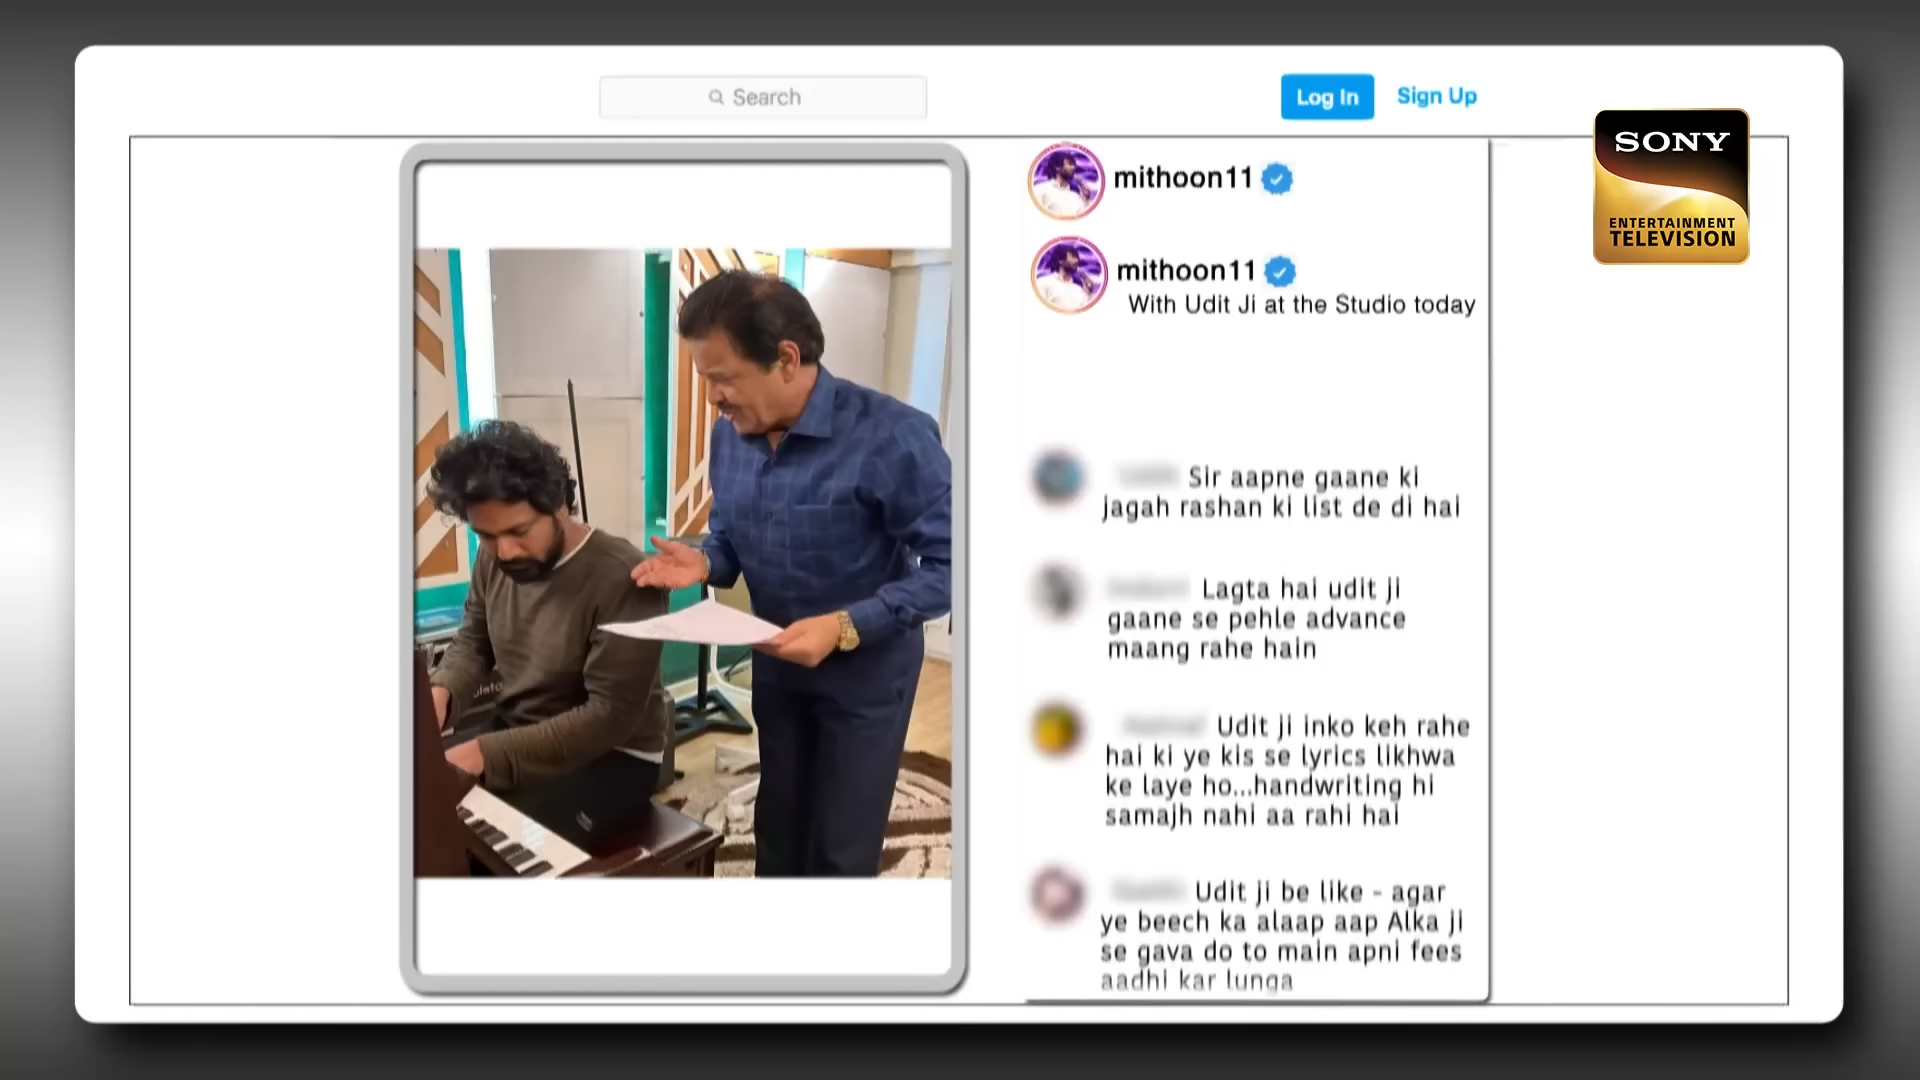 Search
Log In
Sign Up
SONY
ENTERTAINMENT
TELEVISION
mithoon11
mithoon11
With Udit Ji at the Studio today
Sir aapne gaane ki
jagah rashan ki list de di hai
Lagta hai udit ji
gaane se pehle advance
maang rahe hain
Udit ji inko keh rahe
hai ki ye kis se lyrics likhwa
ke laye ho...handwriting hi
samajh nahi aa rahi hai
Udit ji be like - agar
ye beech ka alaap aap Alka ji
se gava do to main apni fees
aadhi kar lunga